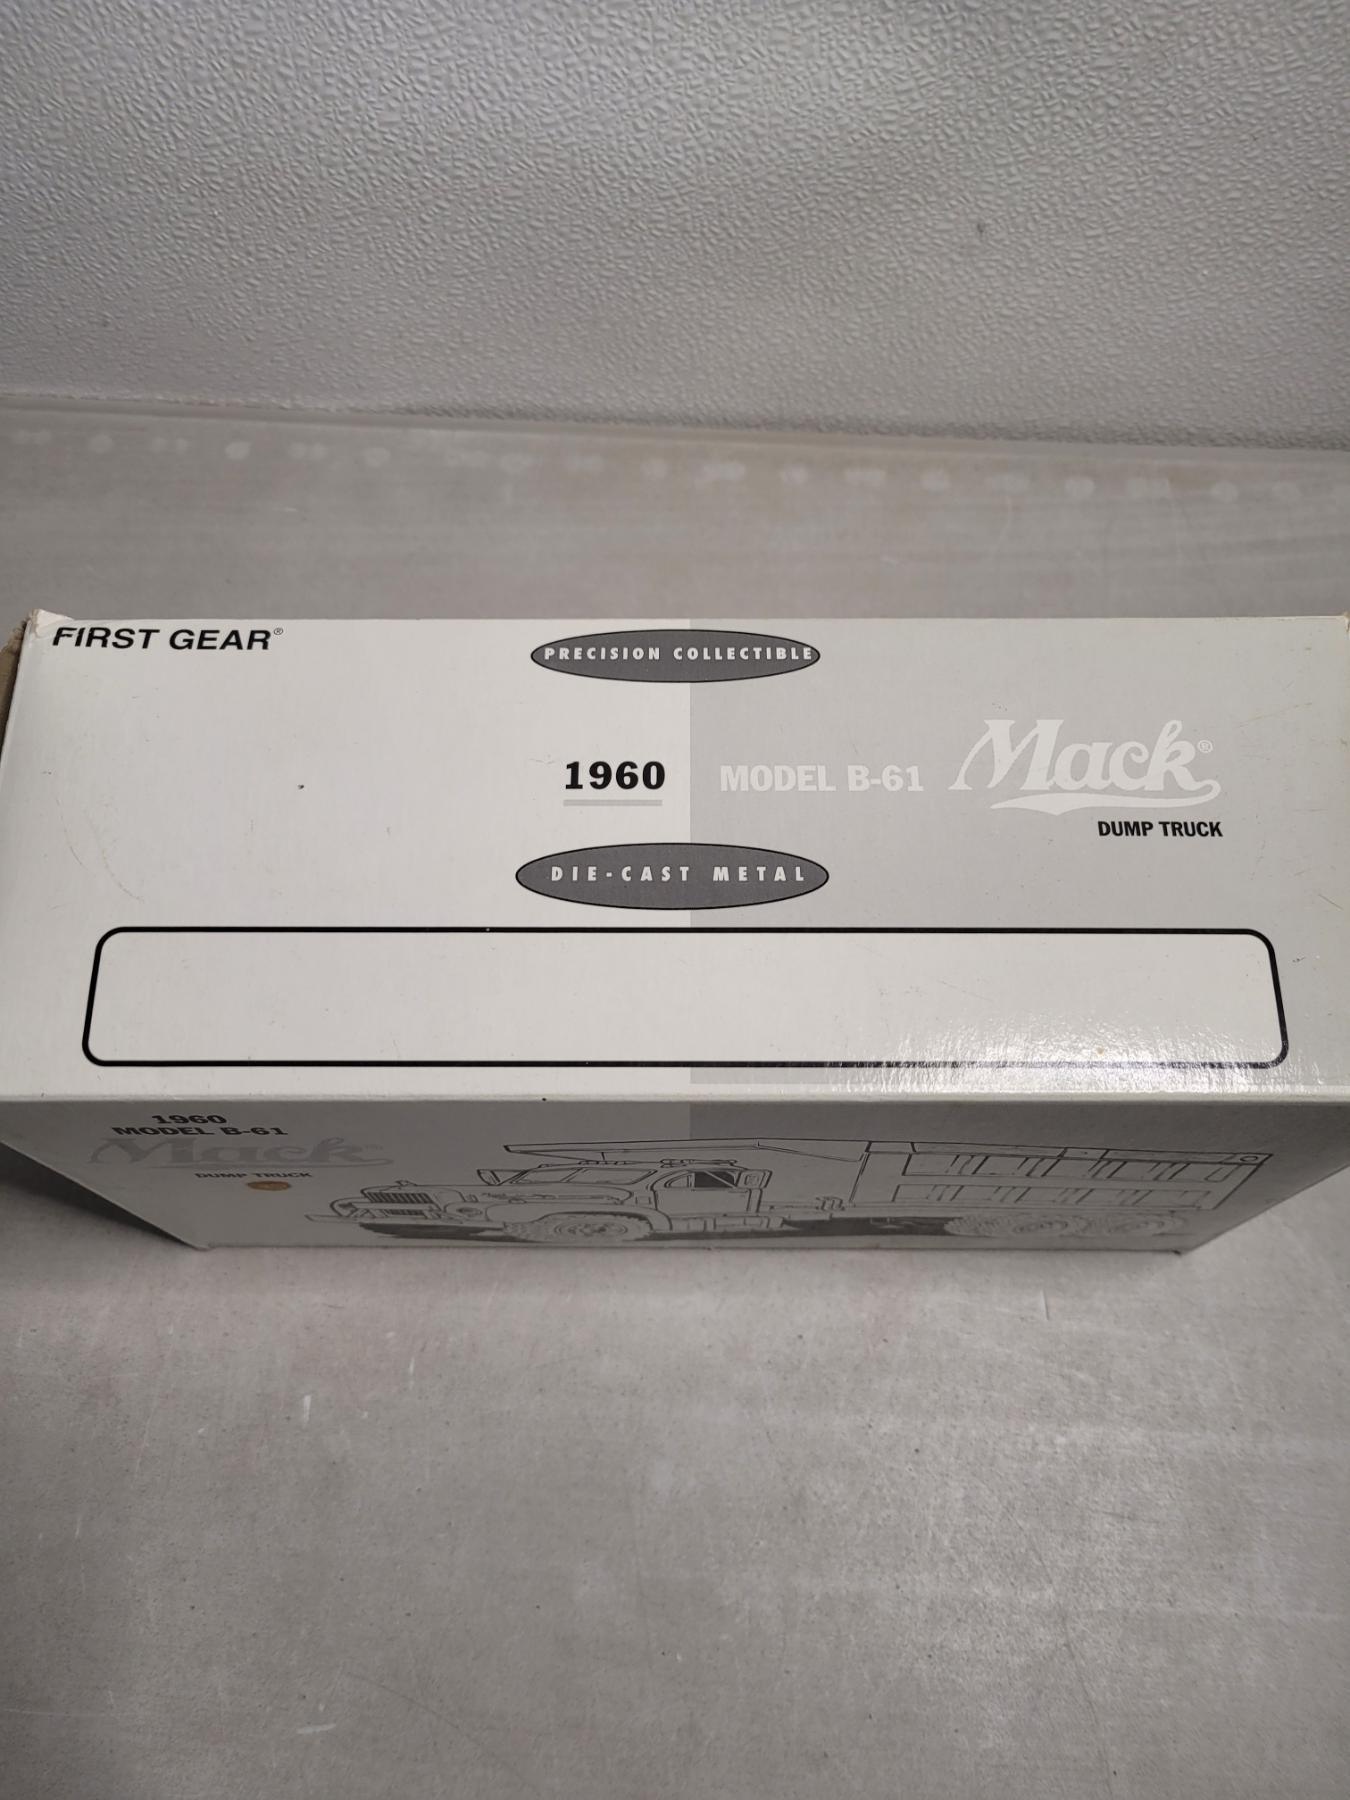 FIRST GEAR®
PRECISION COLLECTIBLE
1960 MODEL B-61 Mack®
DUMP TRUCK
DIE-CAST METAL
1960
MODEL B-61
Mack
DUMP TRUCK